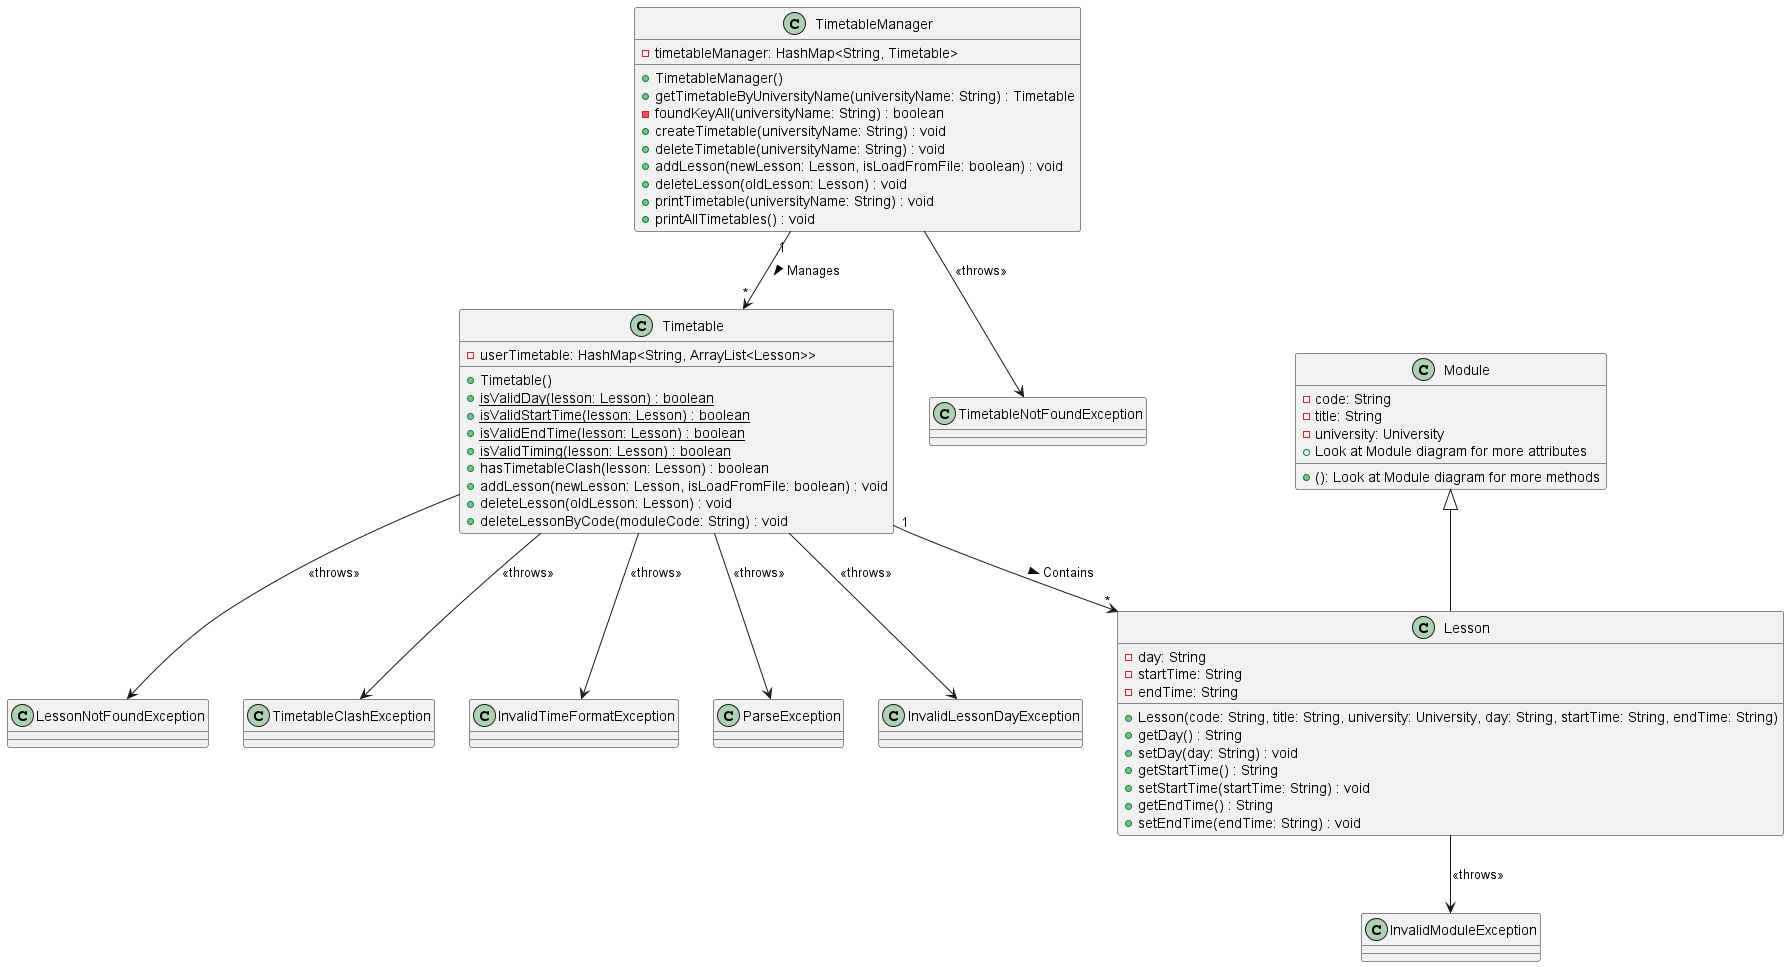 TimetableManager
timetableManager: HashMap<String, Timetable>
TimetableManager()
getTimetableByUniversityName(universityName: String) : Timetable
foundKeyAll(universityName: String) : boolean
createTimetable(universityName: String) : void
deleteTimetable(universityName: String) : void
addLesson(newLesson: Lesson, isLoadFromFile: boolean) : void
deleteLesson(oldLesson: Lesson) : void
printTimetable(universityName: String) : void
printAllTimetables() : void
1
Manages
*
«throws»
Timetable
userTimetable: HashMap<String, ArrayList<Lesson>>
Timetable()
isValidDay(lesson: Lesson) : boolean
isValidStartTime(lesson: Lesson) : boolean
isValidEndTime(lesson: Lesson) : boolean
isValidTiming(lesson: Lesson) : boolean
hasTimetableClash(lesson: Lesson) : boolean
addLesson(newLesson: Lesson, isLoadFromFile: boolean) : void
deleteLesson(oldLesson: Lesson) : void
deleteLessonByCode(moduleCode: String) : void
TimetableNotFoundException
Module
code: String
title: String
university: University
Look at Module diagram for more attributes
(): Look at Module diagram for more methods
«throws»
«throws»
«throws»
«throws»
«throws»
1
Contains
*
LessonNotFoundException
TimetableClashException
InvalidTimeFormatException
ParseException
InvalidLessonDayException
Lesson
day: String
startTime: String
endTime: String
Lesson(code: String, title: String, university: University, day: String, startTime: String, endTime: String)
getDay() : String
setDay(day: String) : void
getStartTime() : String
setStartTime(startTime: String) : void
getEndTime() : String
setEndTime(endTime: String) : void
«throws»
InvalidModuleException